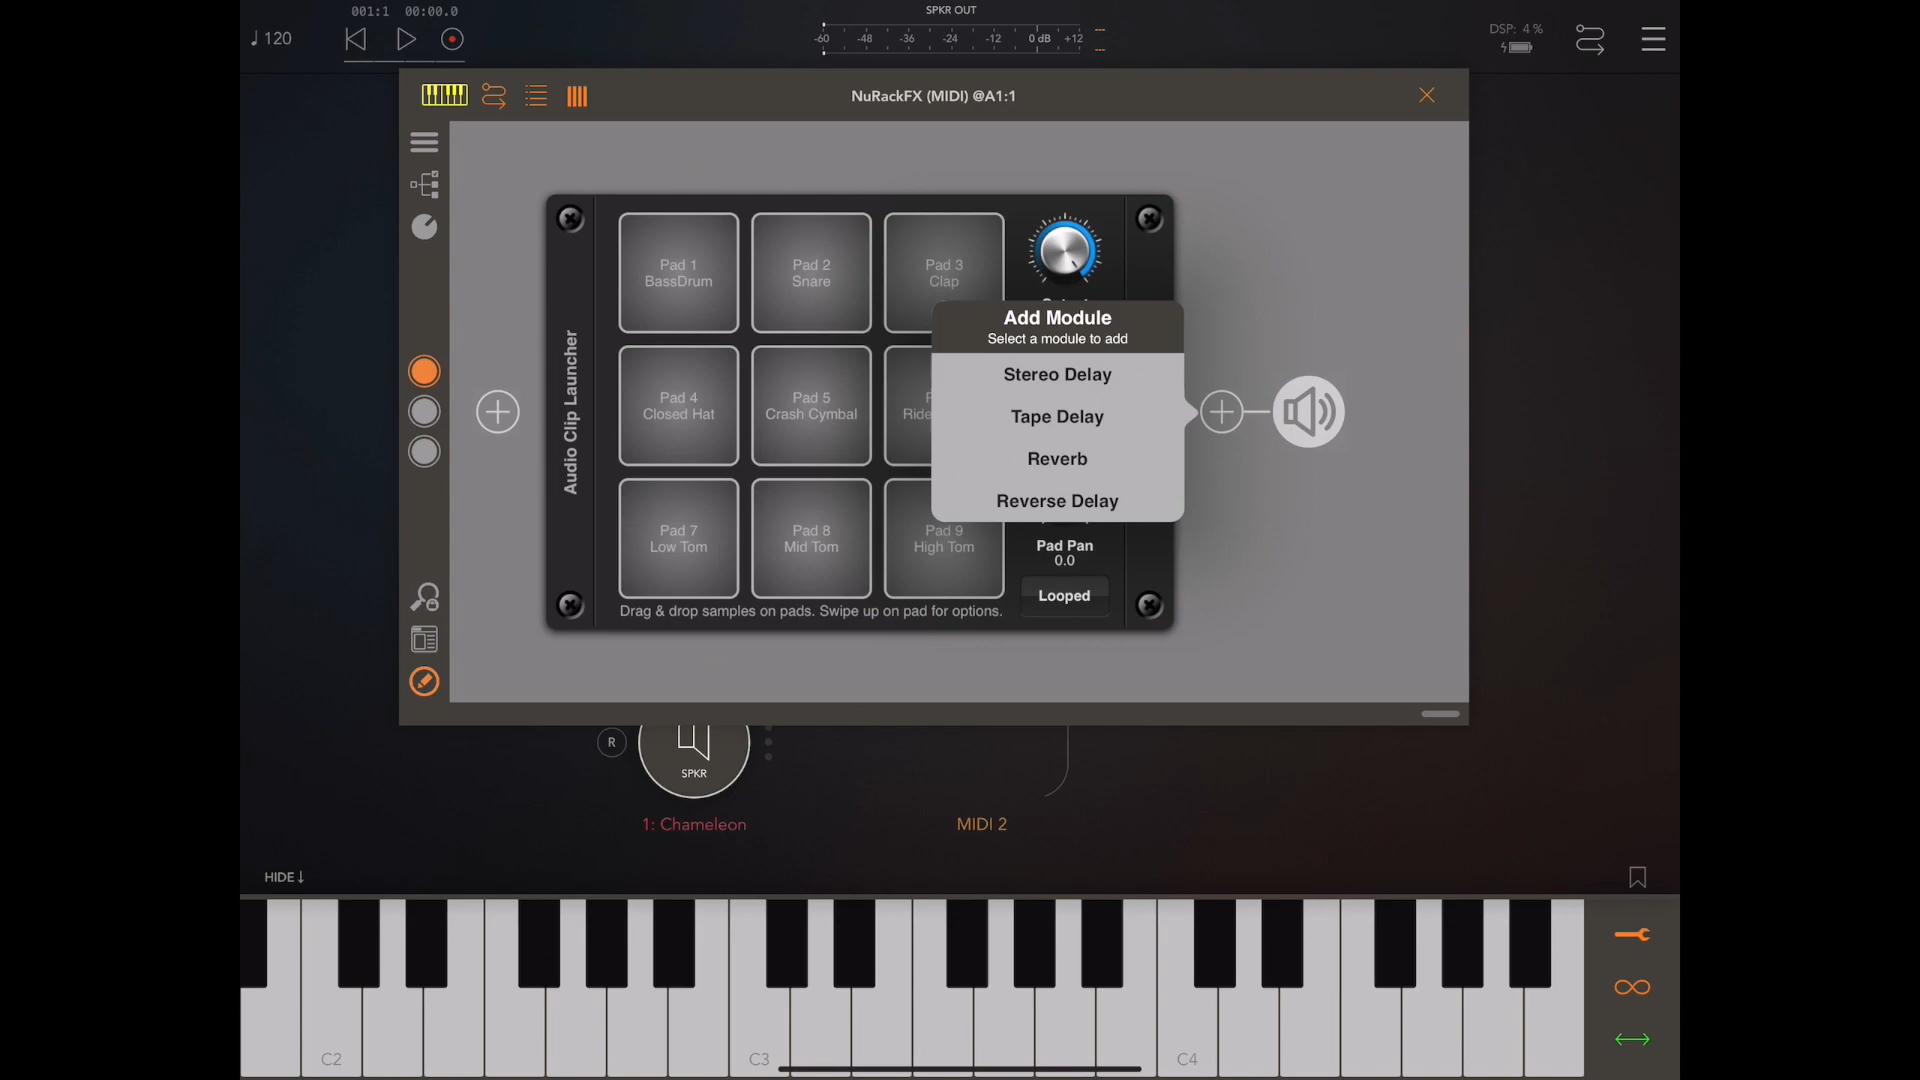 001:1 00:00.0
♩120
SPKR OUT
-60 -48 -36 -24 -12 0 dB +12
DSP: 4 %
NuRackFX (MIDI) @A1:1
Audio Clip Launcher
Pad 1
BassDrum
Pad 2
Snare
Pad 3
Clap
Pad 4
Closed Hat
Pad 5
Crash Cymbal
Pad 7
Low Tom
Pad 8
Mid Tom
Pad 9
High Tom
Add Module
Select a module to add
Stereo Delay
Tape Delay
Reverb
Reverse Delay
Pad Pan
0.0
Looped
Drag & drop samples on pads. Swipe up on pad for options.
R
SPKR
1: Chameleon
MIDI 2
HIDE↓
C2
C3
C4